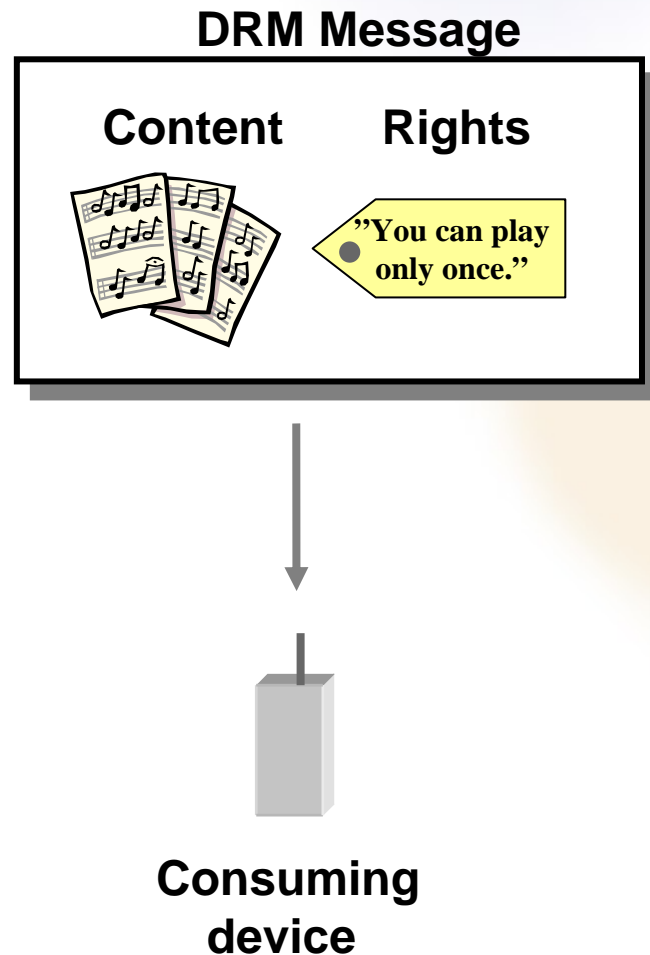 DRM Message
Content Rights
”You can play
only once.”
Consuming
device